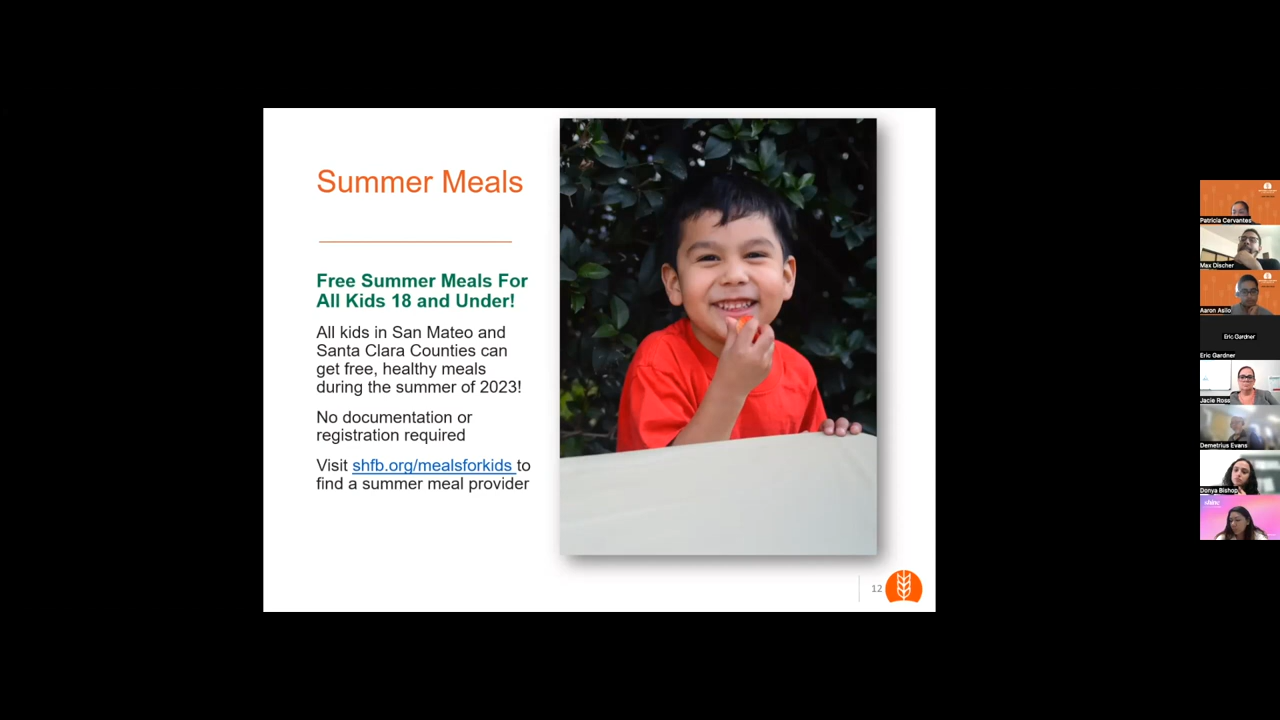 Summer Meals
Free Summer Meals For
All Kids 18 and Under!
All kids in San Mateo and
Santa Clara Counties can
get free, healthy meals
during the summer of 2023!
No documentation or
registration required
Visit shfb.org/mealsforkids to
find a summer meal provider
12
Patricia Cervantes
Max Discher
Aaron Asilo
Eric Gardner
Eric Gardner
Jacie Ross
Demetrius Evans
Donya Bishop